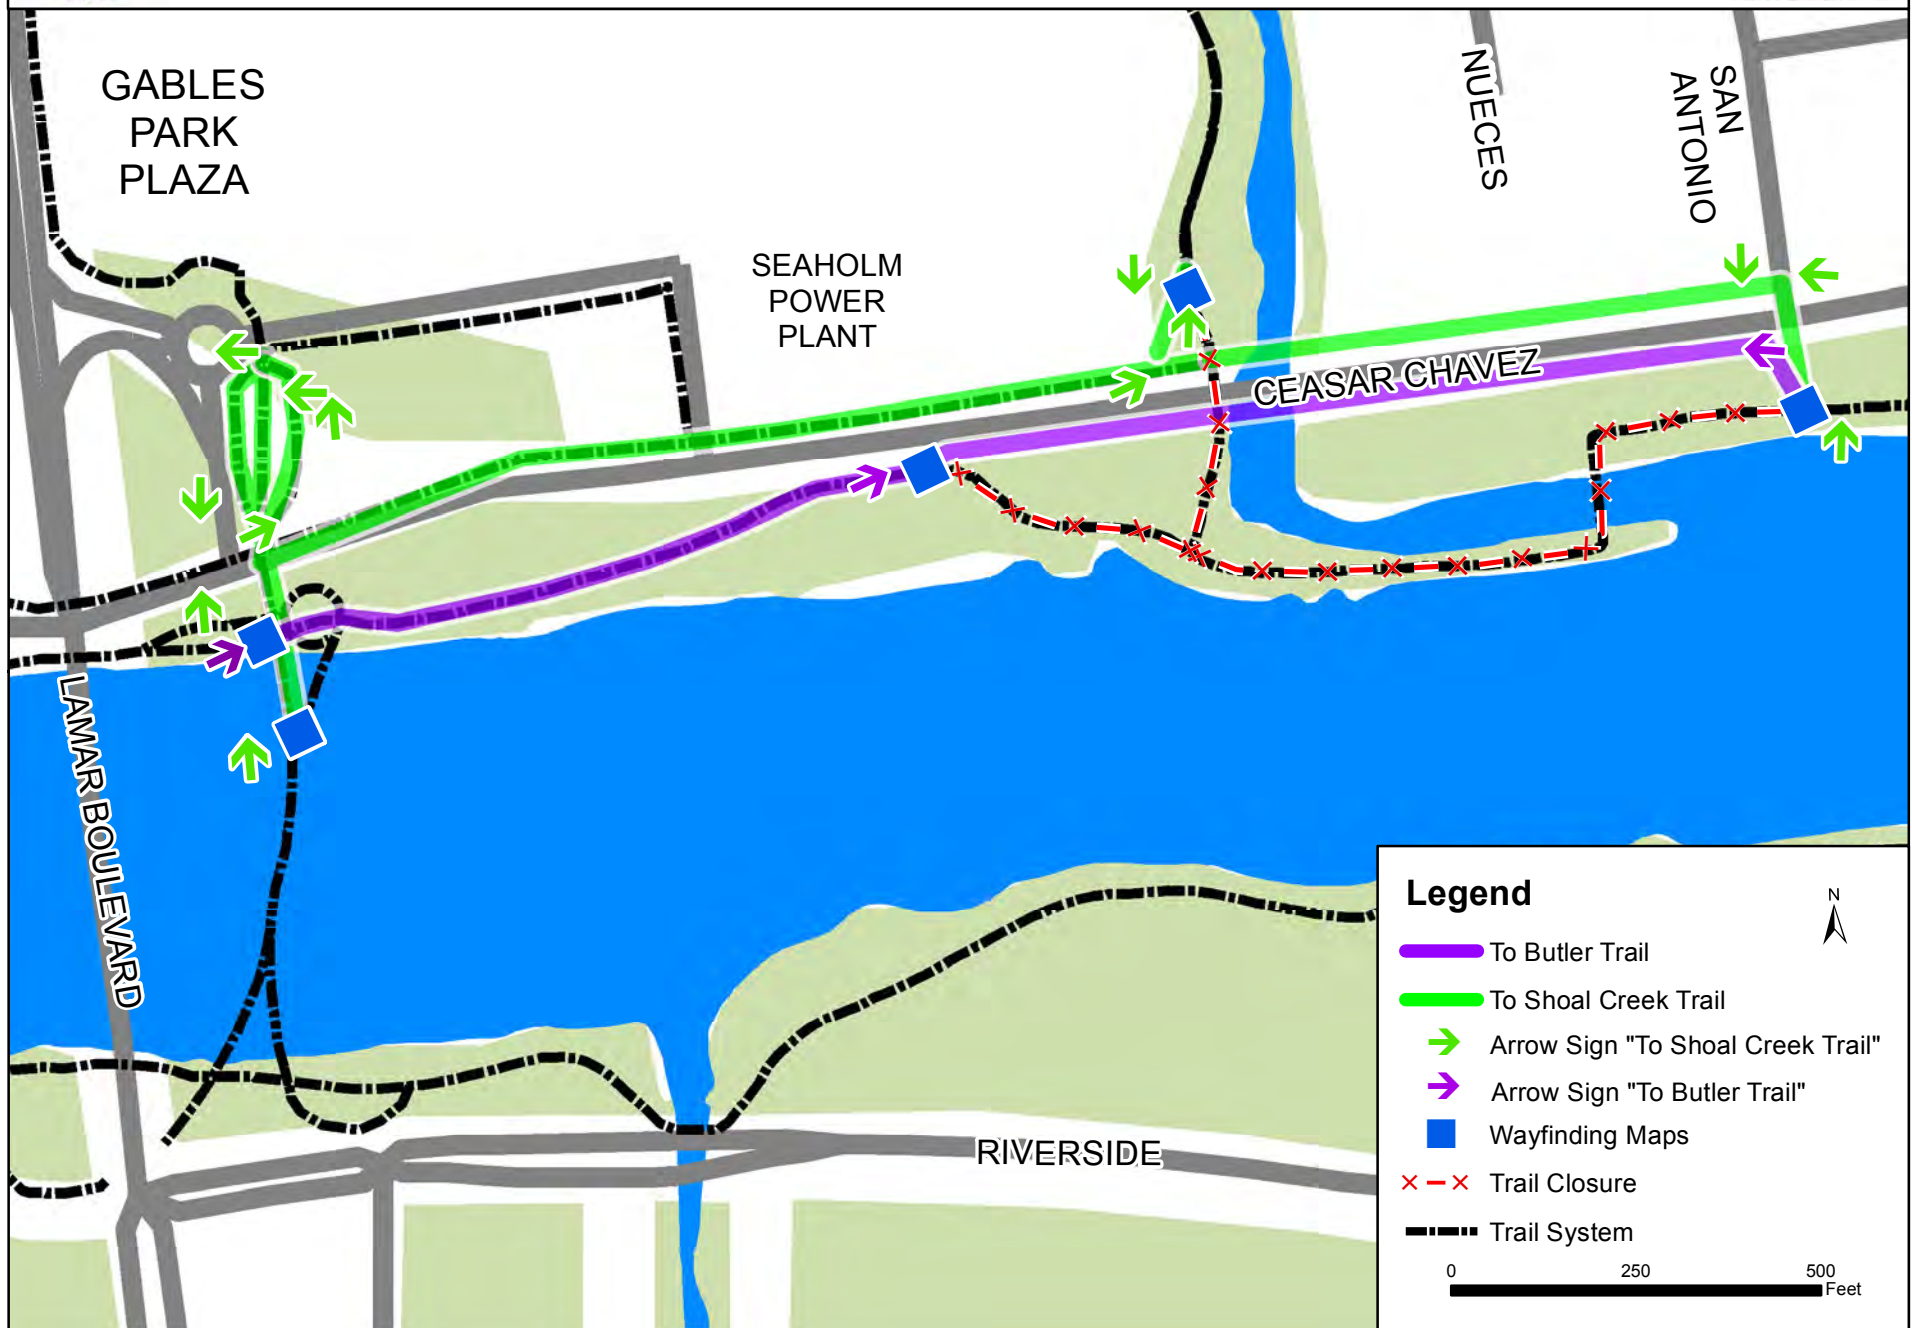 GABLES
PARK
PLAZA
SEAHOLM
POWER
PLANT
NUECES
SAN
ANTONIO
CEASAR CHAVEZ
LAMAR BOULEVARD
RIVERSIDE
Legend
N
To Butler Trail
To Shoal Creek Trail
Arrow Sign "To Shoal Creek Trail"
Arrow Sign "To Butler Trail"
Wayfinding Maps
Trail Closure
Trail System
0 250 500
Feet